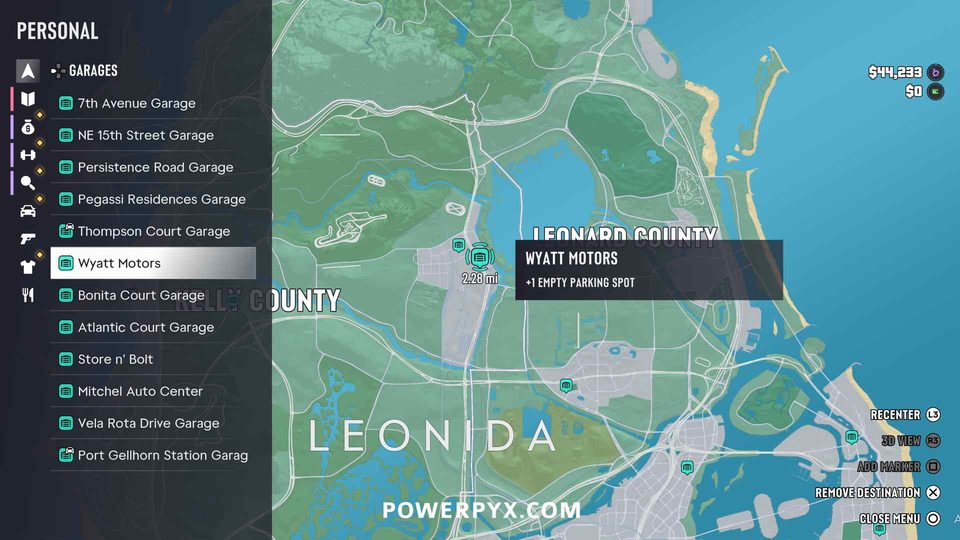 PERSONAL
$44,233
$0
GARAGES
7th Avenue Garage
NE 15th Street Garage
Persistence Road Garage
Pegassi Residences Garage
Thompson Court Garage
Wyatt Motors
Bonita Court Garage
Atlantic Court Garage
Store n' Bolt
Mitchel Auto Center
Vela Rota Drive Garage
Port Gellhorn Station Garag
KELLY COUNTY
LEONARD COUNTY
WYATT MOTORS
+1 EMPTY PARKING SPOT
2.28 mi
LEONIDA
RECENTER L3
3D VIEW R3
ADD MARKER
REMOVE DESTINATION
CLOSE MENU
POWERPYX.COM